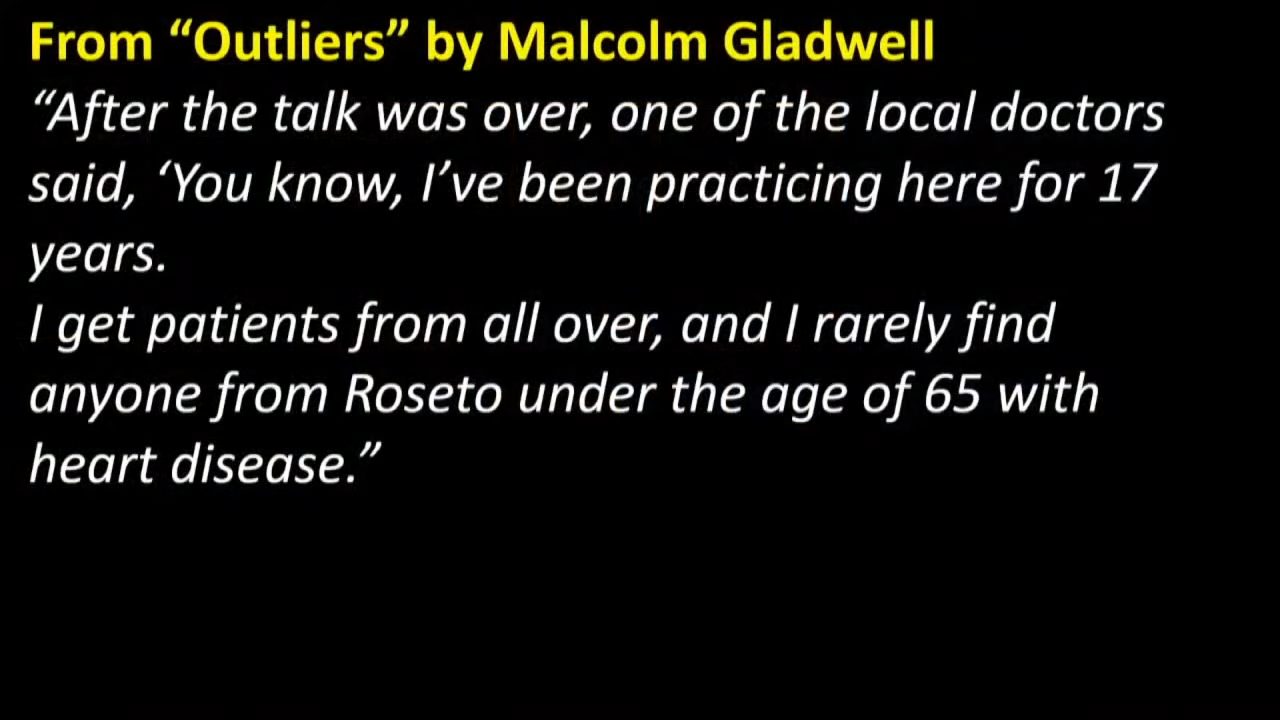 From “Outliers” by Malcolm Gladwell
“After the talk was over, one of the local doctors
said, ‘You know, I’ve been practicing here for 17
years.
I get patients from all over, and I rarely find
anyone from Roseto under the age of 65 with
heart disease.”